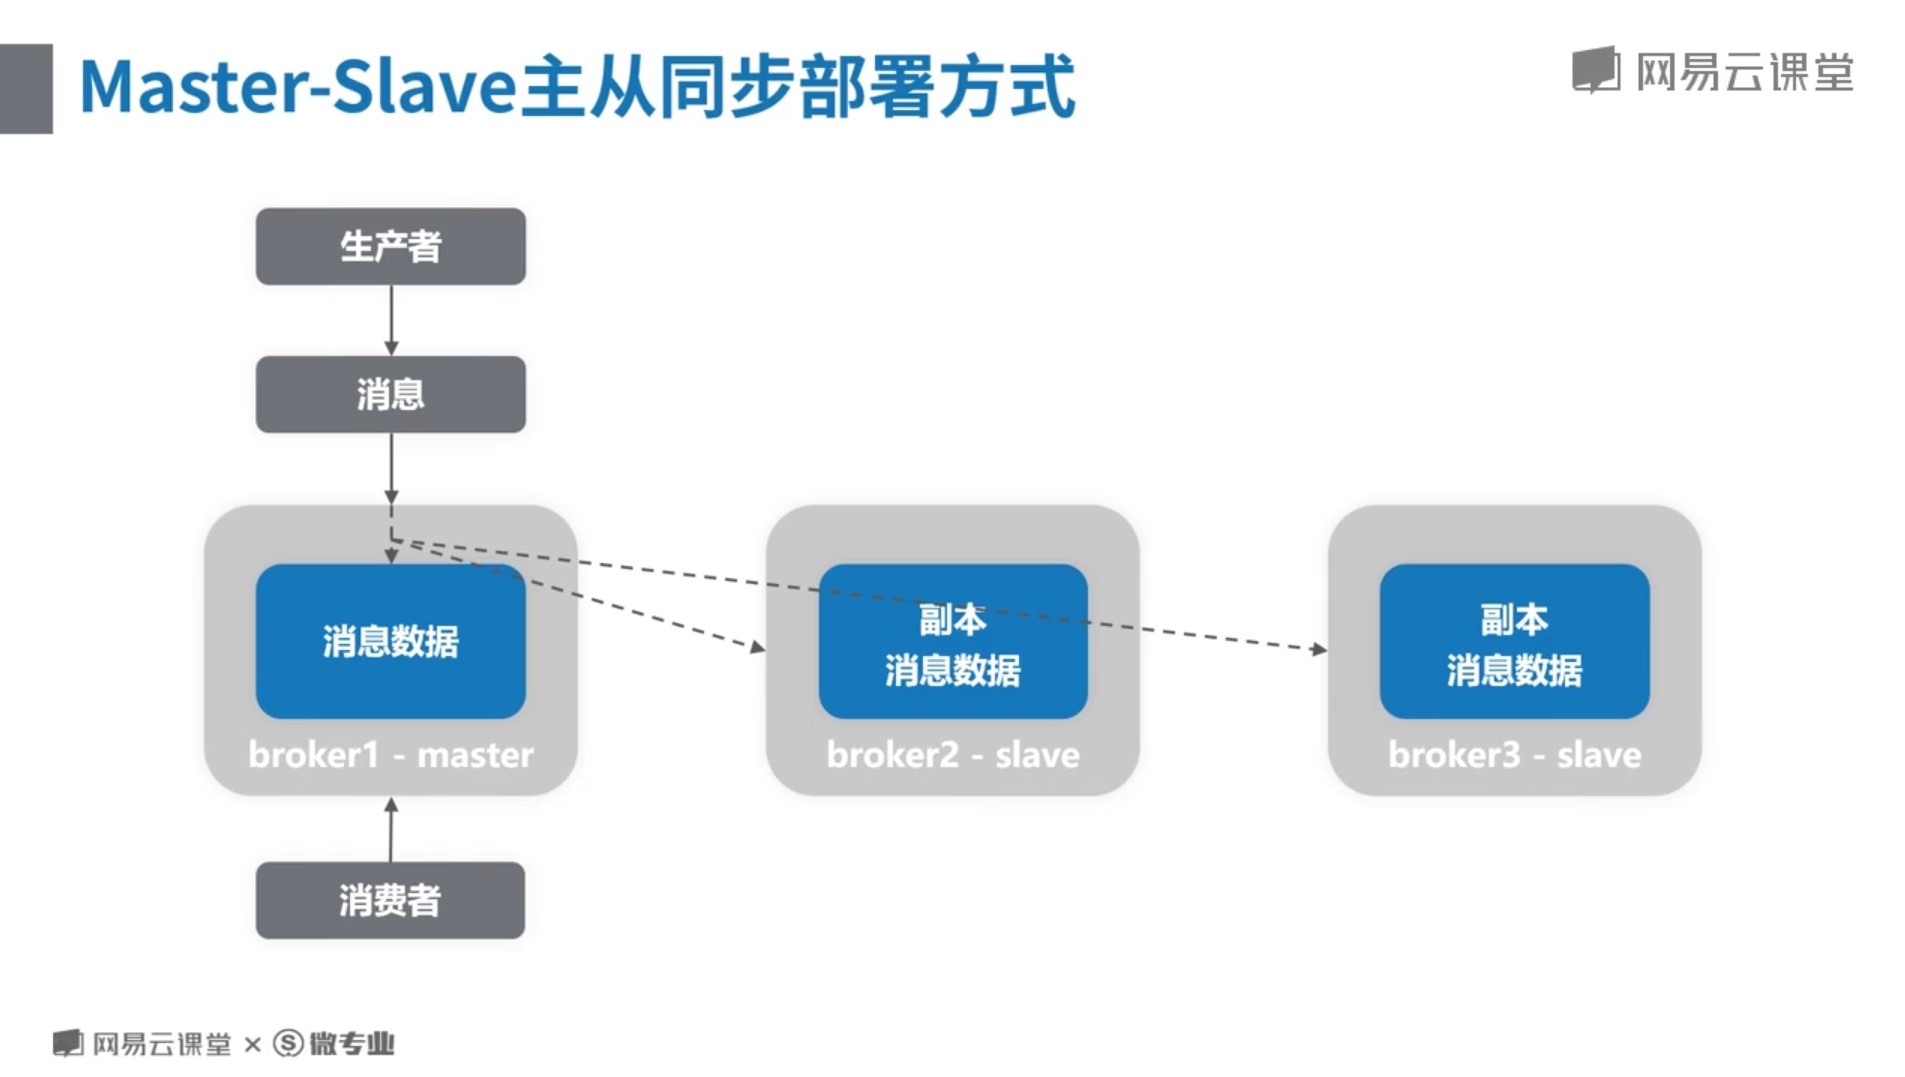 Master-Slave主从同步部署方式
网易云课堂
生产者
消息
消息数据
broker1 - master
副本
消息数据
broker2 - slave
副本
消息数据
broker3 - slave
消费者
网易云课堂 × S 微专业